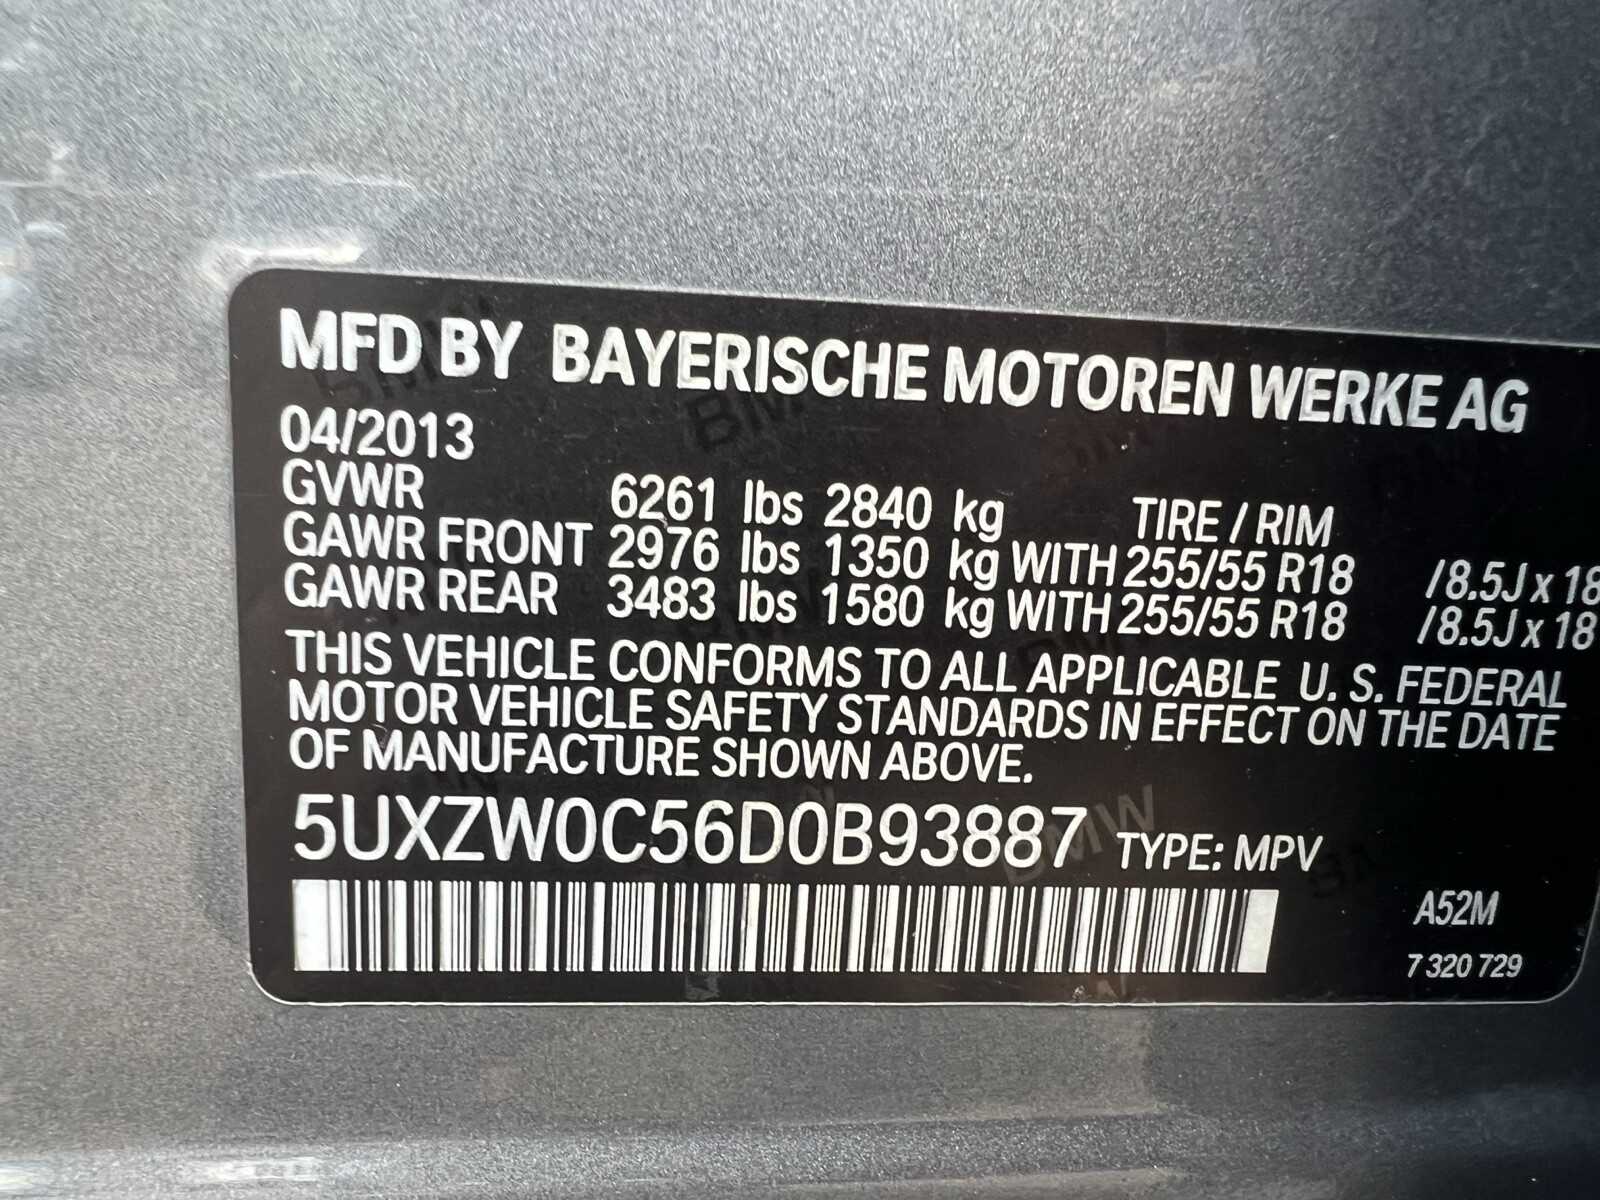 MFD BY BAYERISCHE MOTOREN WERKE AG
04/2013
GVWR 6261 lbs 2840 kg TIRE / RIM
GAWR FRONT 2976 lbs 1350 kg WITH 255/55 R18 /8.5J x 18
GAWR REAR 3483 lbs 1580 kg WITH 255/55 R18 /8.5J x 18
THIS VEHICLE CONFORMS TO ALL APPLICABLE U. S. FEDERAL
MOTOR VEHICLE SAFETY STANDARDS IN EFFECT ON THE DATE
OF MANUFACTURE SHOWN ABOVE.
5UXZW0C56D0B93887 TYPE: MPV
A52M
7 320 729